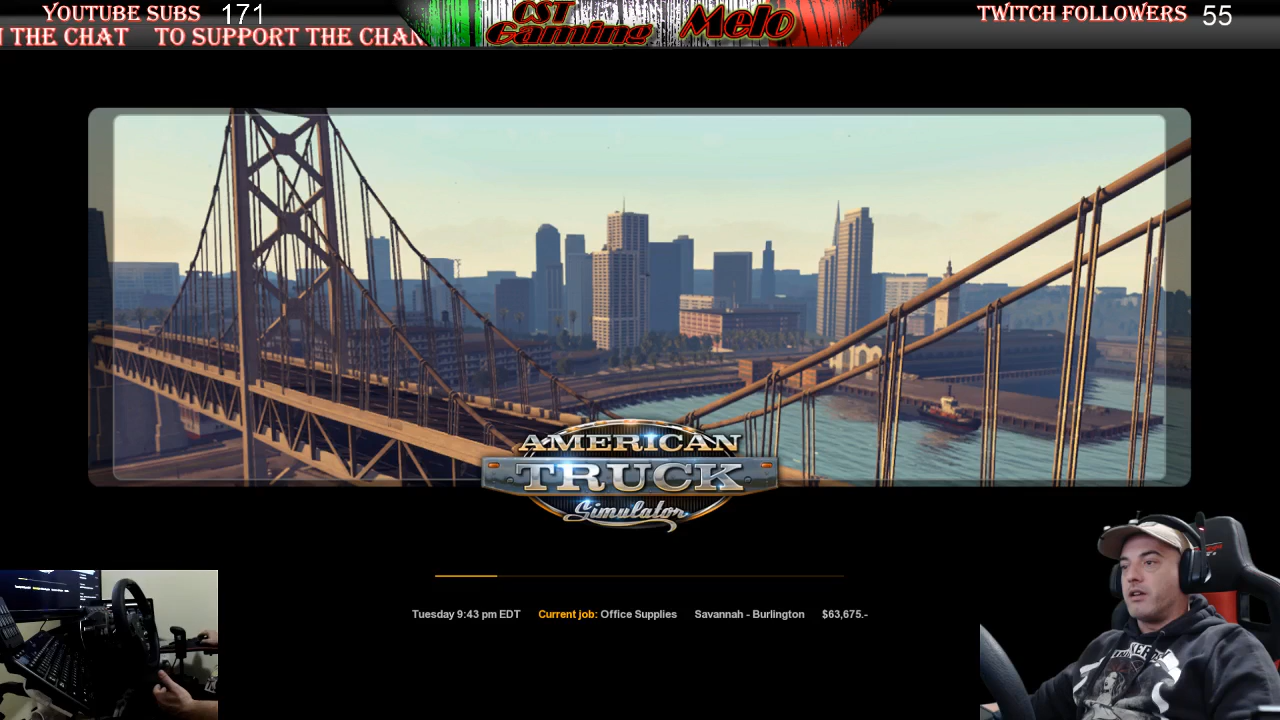 YOUTUBE SUBS 171
N THE CHAT TO SUPPORT THE CHAN
CST
Gaming Melo
TWITCH FOLLOWERS 55
AMERICAN
TRUCK
Simulator
Tuesday 9:43 pm EDT Current job: Office Supplies Savannah - Burlington $63,675.-